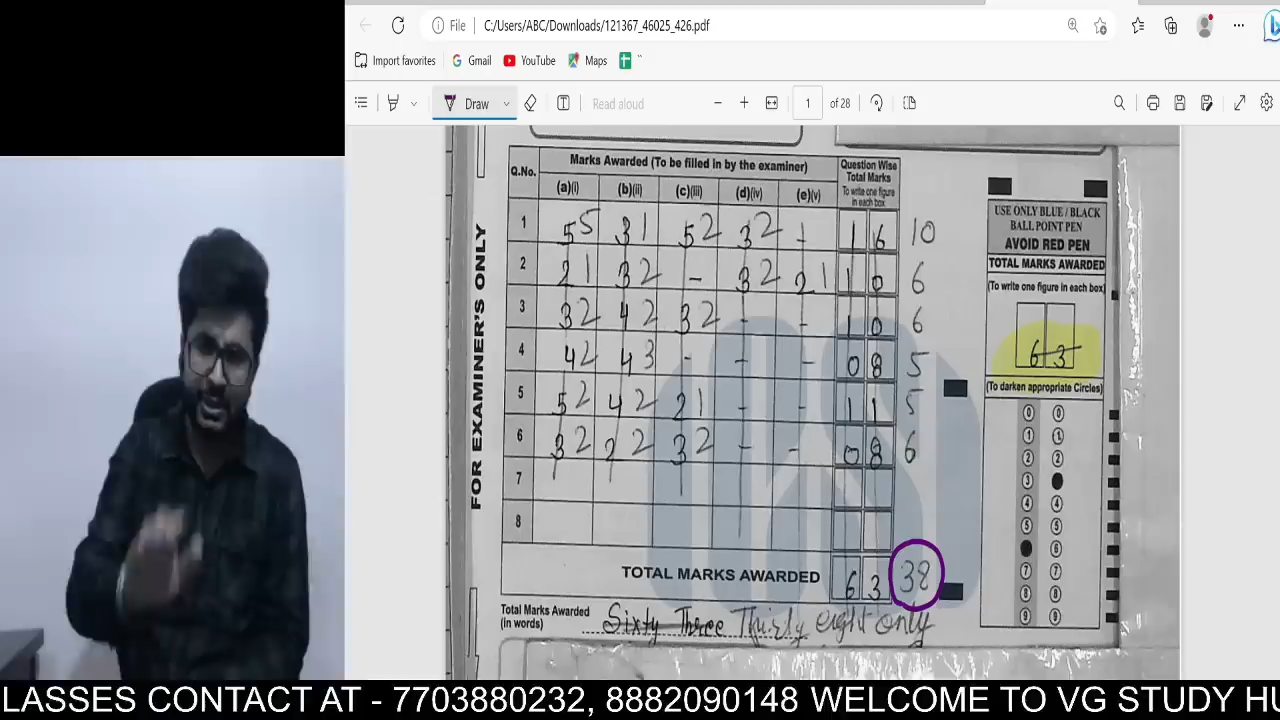 File C:/Users/ABC/Downloads/121367_46025_426.pdf
Import favorites Gmail YouTube Maps
Draw Read aloud 1 of 28
FOR EXAMINER'S ONLY
Q.No. Marks Awarded (To be filled in by the examiner) Question Wise Total Marks
(a)(i) (b)(ii) (c)(iii) (d)(iv) (e)(v) To write one figure in each box
1 5 5 3 1 5 2 3 2 - 1 6 10
2 2 1 3 2 - 3 2 2 1 1 0 6
3 3 2 4 2 3 2 - - 1 0 6
4 4 2 4 3 - - - 0 8 5
5 5 2 4 2 2 1 - - 1 1 5
6 3 2 2 2 3 2 - - 0 8 6
7
8
TOTAL MARKS AWARDED 6 3 38
Total Marks Awarded (in words) Sixty Three Thirty eight only
USE ONLY BLUE / BLACK
BALL POINT PEN
AVOID RED PEN
TOTAL MARKS AWARDED
(To write one figure in each box)
6 3
(To darken appropriate Circles)
0 0
1 1
2 2
3
4 4
5 5
6
7 7
8 8
9 9
LASSES CONTACT AT - 7703880232, 8882090148 WELCOME TO VG STUDY HU